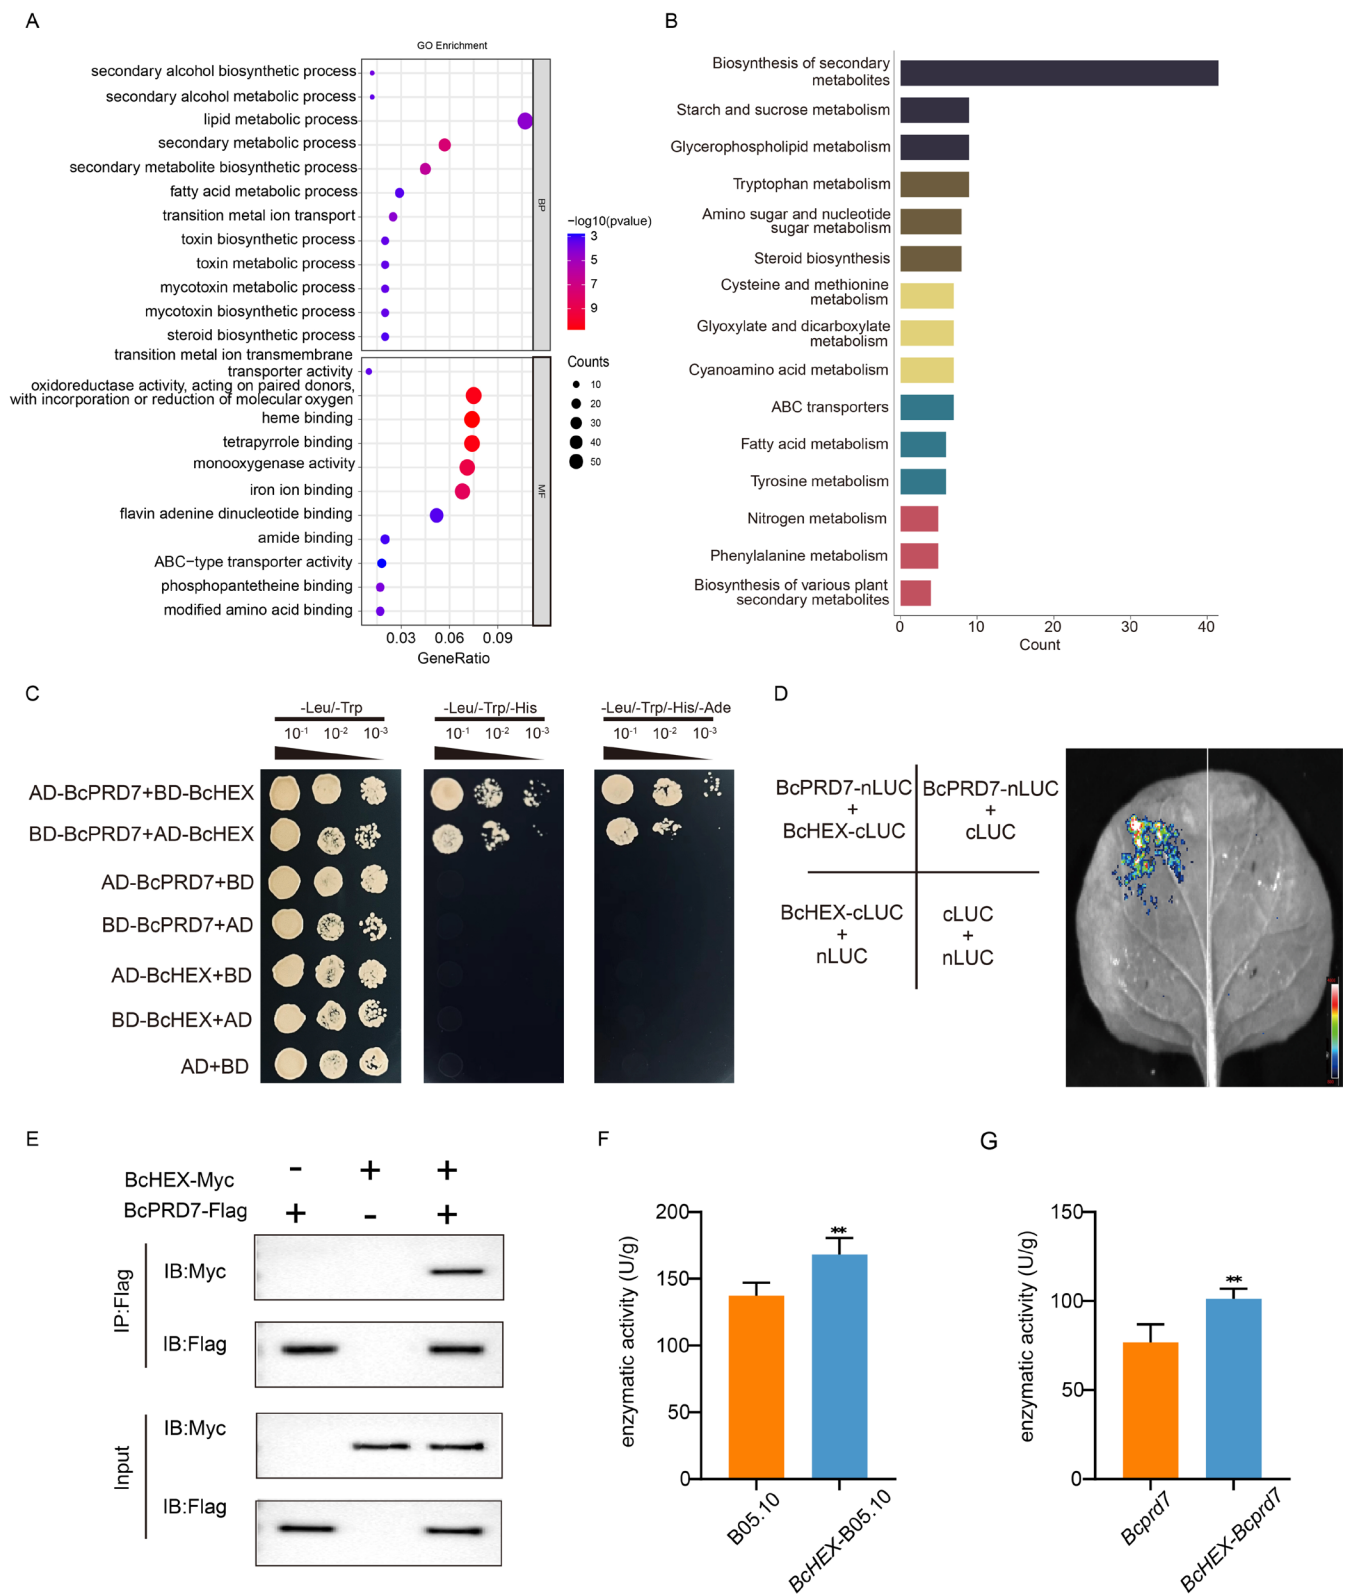 A
GO Enrichment
secondary alcohol biosynthetic process
secondary alcohol metabolic process
lipid metabolic process
secondary metabolic process
secondary metabolite biosynthetic process
fatty acid metabolic process
transition metal ion transport
toxin biosynthetic process
toxin metabolic process
mycotoxin metabolic process
mycotoxin biosynthetic process
steroid biosynthetic process
transition metal ion transmembrane
transporter activity
oxidoreductase activity, acting on paired donors,
with incorporation or reduction of molecular oxygen
heme binding
tetrapyrrole binding
monooxygenase activity
iron ion binding
flavin adenine dinucleotide binding
amide binding
ABC−type transporter activity
phosphopantetheine binding
modified amino acid binding
BP
MF
0.03 0.06 0.09
GeneRatio
−log10(pvalue)
3
5
7
9
Counts
10
20
30
40
50
B
Biosynthesis of secondary
metabolites
Starch and sucrose metabolism
Glycerophospholipid metabolism
Tryptophan metabolism
Amino sugar and nucleotide
sugar metabolism
Steroid biosynthesis
Cysteine and methionine
metabolism
Glyoxylate and dicarboxylate
metabolism
Cyanoamino acid metabolism
ABC transporters
Fatty acid metabolism
Tyrosine metabolism
Nitrogen metabolism
Phenylalanine metabolism
Biosynthesis of various plant
secondary metabolites
0 10 20 30 40
Count
C
-Leu/-Trp -Leu/-Trp/-His -Leu/-Trp/-His/-Ade
10-1 10-2 10-3 10-1 10-2 10-3 10-1 10-2 10-3
AD-BcPRD7+BD-BcHEX
BD-BcPRD7+AD-BcHEX
AD-BcPRD7+BD
BD-BcPRD7+AD
AD-BcHEX+BD
BD-BcHEX+AD
AD+BD
D
BcPRD7-nLUC
+
BcHEX-cLUC
BcPRD7-nLUC
+
cLUC
BcHEX-cLUC
+
nLUC
cLUC
+
nLUC
E
BcHEX-Myc - + +
BcPRD7-Flag + - +
IP:Flag
IB:Myc
IB:Flag
Input
IB:Myc
IB:Flag
F
enzymatic activity (U/g)
200
150
100
50
0
**
B05.10
BcHEX-B05.10
G
enzymatic activity (U/g)
150
100
50
0
**
Bcprd7
BcHEX-Bcprd7